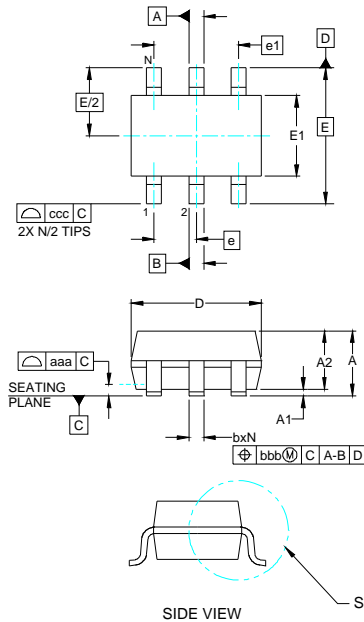 A
e1
D
N
E/2
E1
E
ccc C
2X N/2 TIPS
1
2
e
B
D
aaa C
A2
A
SEATING
PLANE
C
A1
bxN
⌖ bbb Ⓜ C A-B D
S
SIDE VIEW